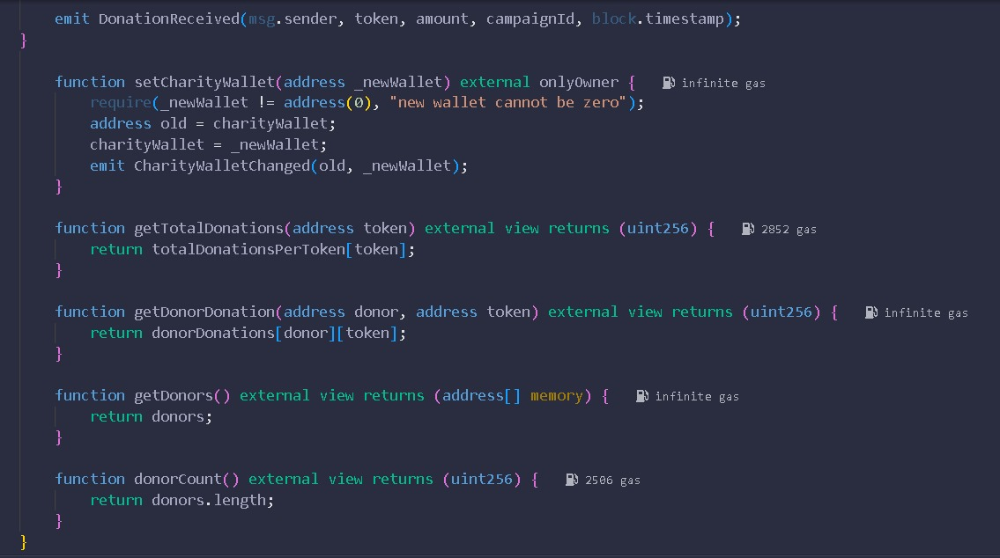 emit DonationReceived(msg.sender, token, amount, campaignId, block.timestamp);
}
function setCharityWallet(address _newWallet) external onlyOwner { infinite gas
require(_newWallet != address(0), "new wallet cannot be zero");
address old = charityWallet;
charityWallet = _newWallet;
emit CharityWalletChanged(old, _newWallet);
}
function getTotalDonations(address token) external view returns (uint256) { 2852 gas
return totalDonationsPerToken[token];
}
function getDonorDonation(address donor, address token) external view returns (uint256) { infinite gas
return donorDonations[donor][token];
}
function getDonors() external view returns (address[] memory) { infinite gas
return donors;
}
function donorCount() external view returns (uint256) { 2506 gas
return donors.length;
}
}